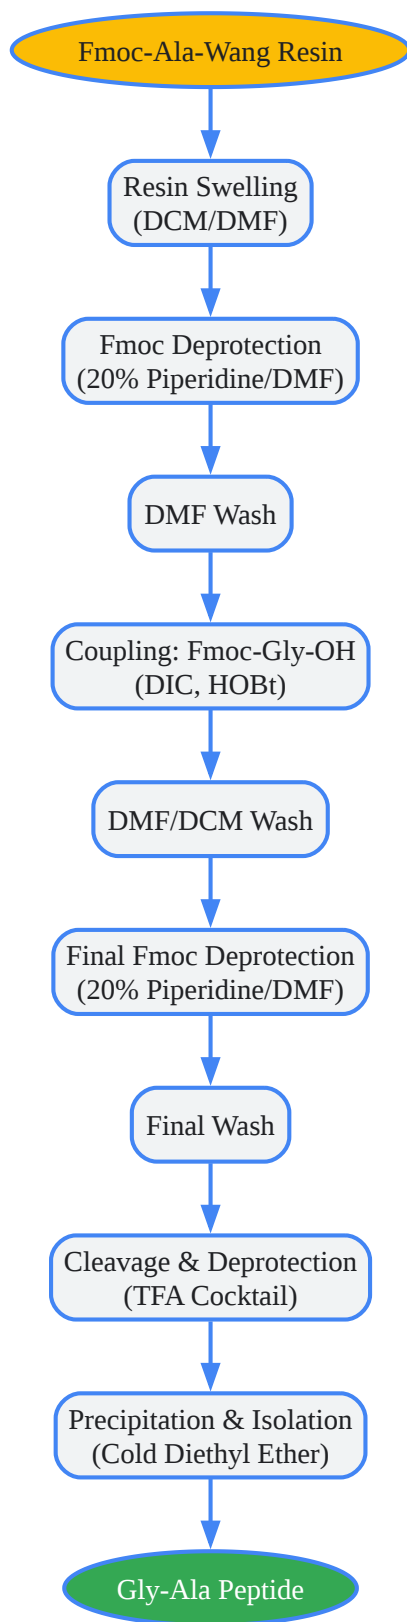 Fmoc-Ala-Wang Resin
Resin Swelling
(DCM/DMF)
Fmoc Deprotection
(20% Piperidine/DMF)
DMF Wash
Coupling: Fmoc-Gly-OH
(DIC, HOBt)
DMF/DCM Wash
Final Fmoc Deprotection
(20% Piperidine/DMF)
Final Wash
Cleavage & Deprotection
(TFA Cocktail)
Precipitation & Isolation
(Cold Diethyl Ether)
Gly-Ala Peptide